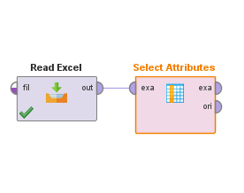 Read Excel
Select Attributes
fil out
exa exa
ori